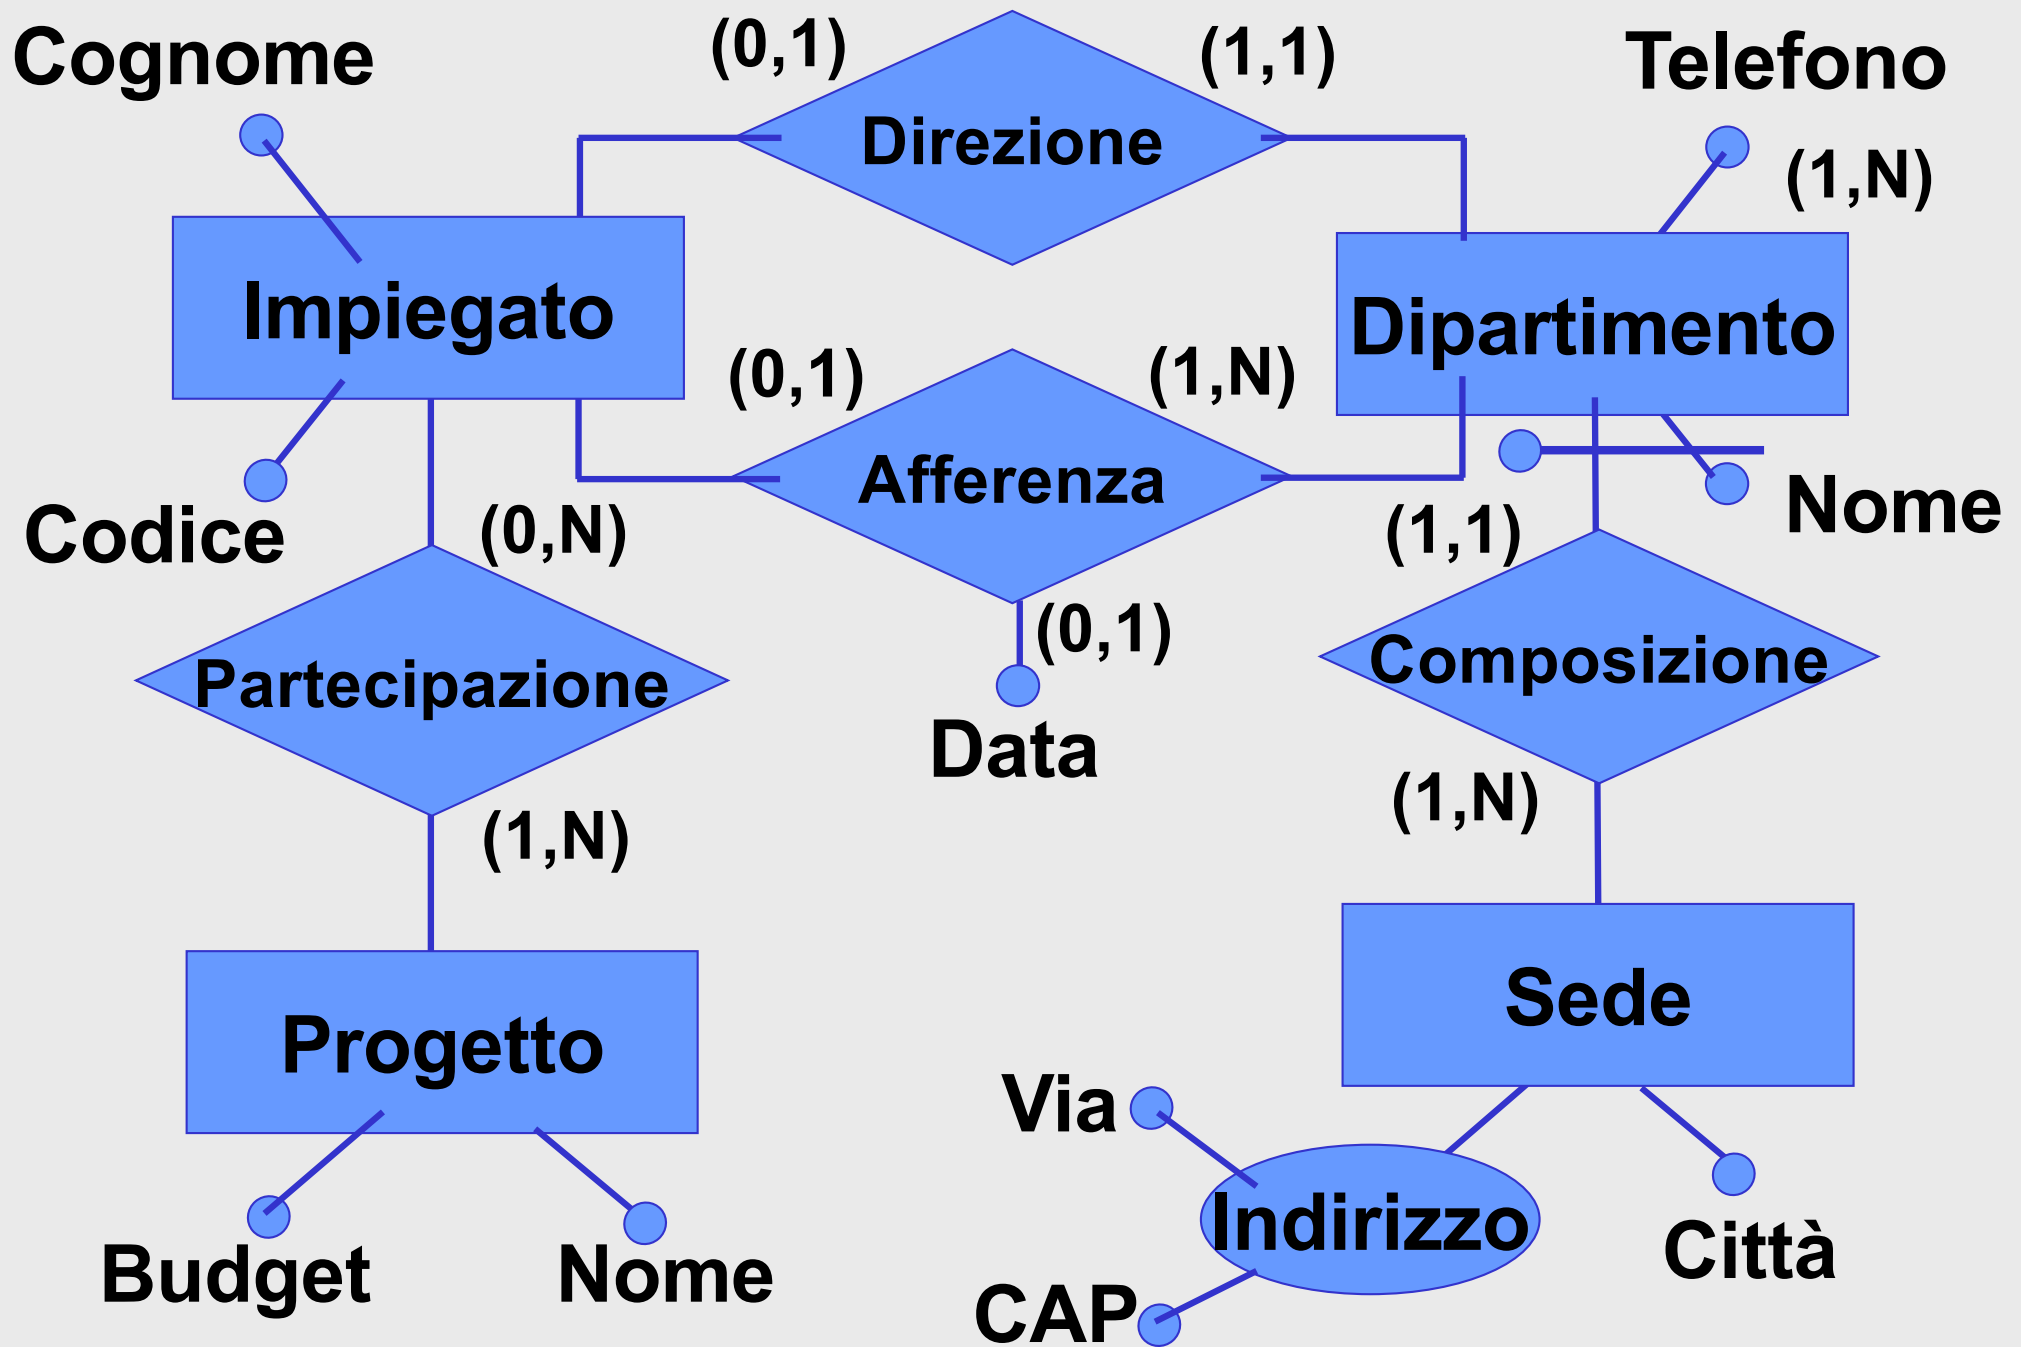 Cognome
(0,1)
(1,1)
Telefono
Direzione
(1,N)
Impiegato
Dipartimento
(0,1)
(1,N)
Afferenza
Codice
(0,N)
(1,1)
Nome
(0,1)
Partecipazione
Composizione
Data
(1,N)
(1,N)
Progetto
Sede
Via
Indirizzo
Città
Budget
Nome
CAP